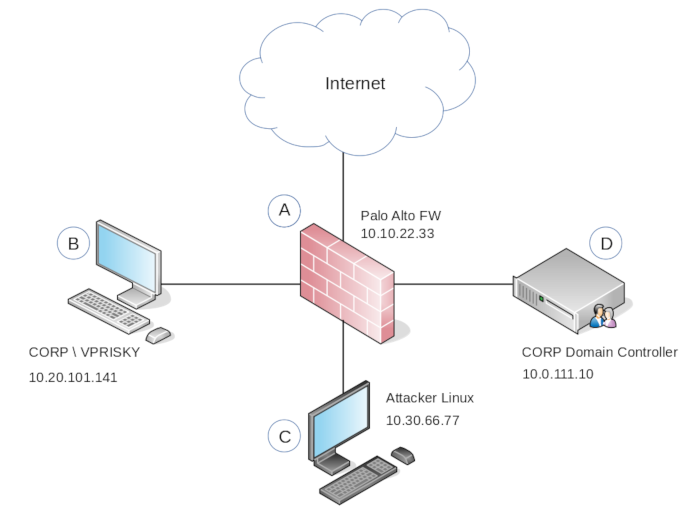 Internet
A
Palo Alto FW
10.10.22.33
B
D
CORP \ VPRISKY
10.20.101.141
CORP Domain Controller
10.0.111.10
Attacker Linux
10.30.66.77
C